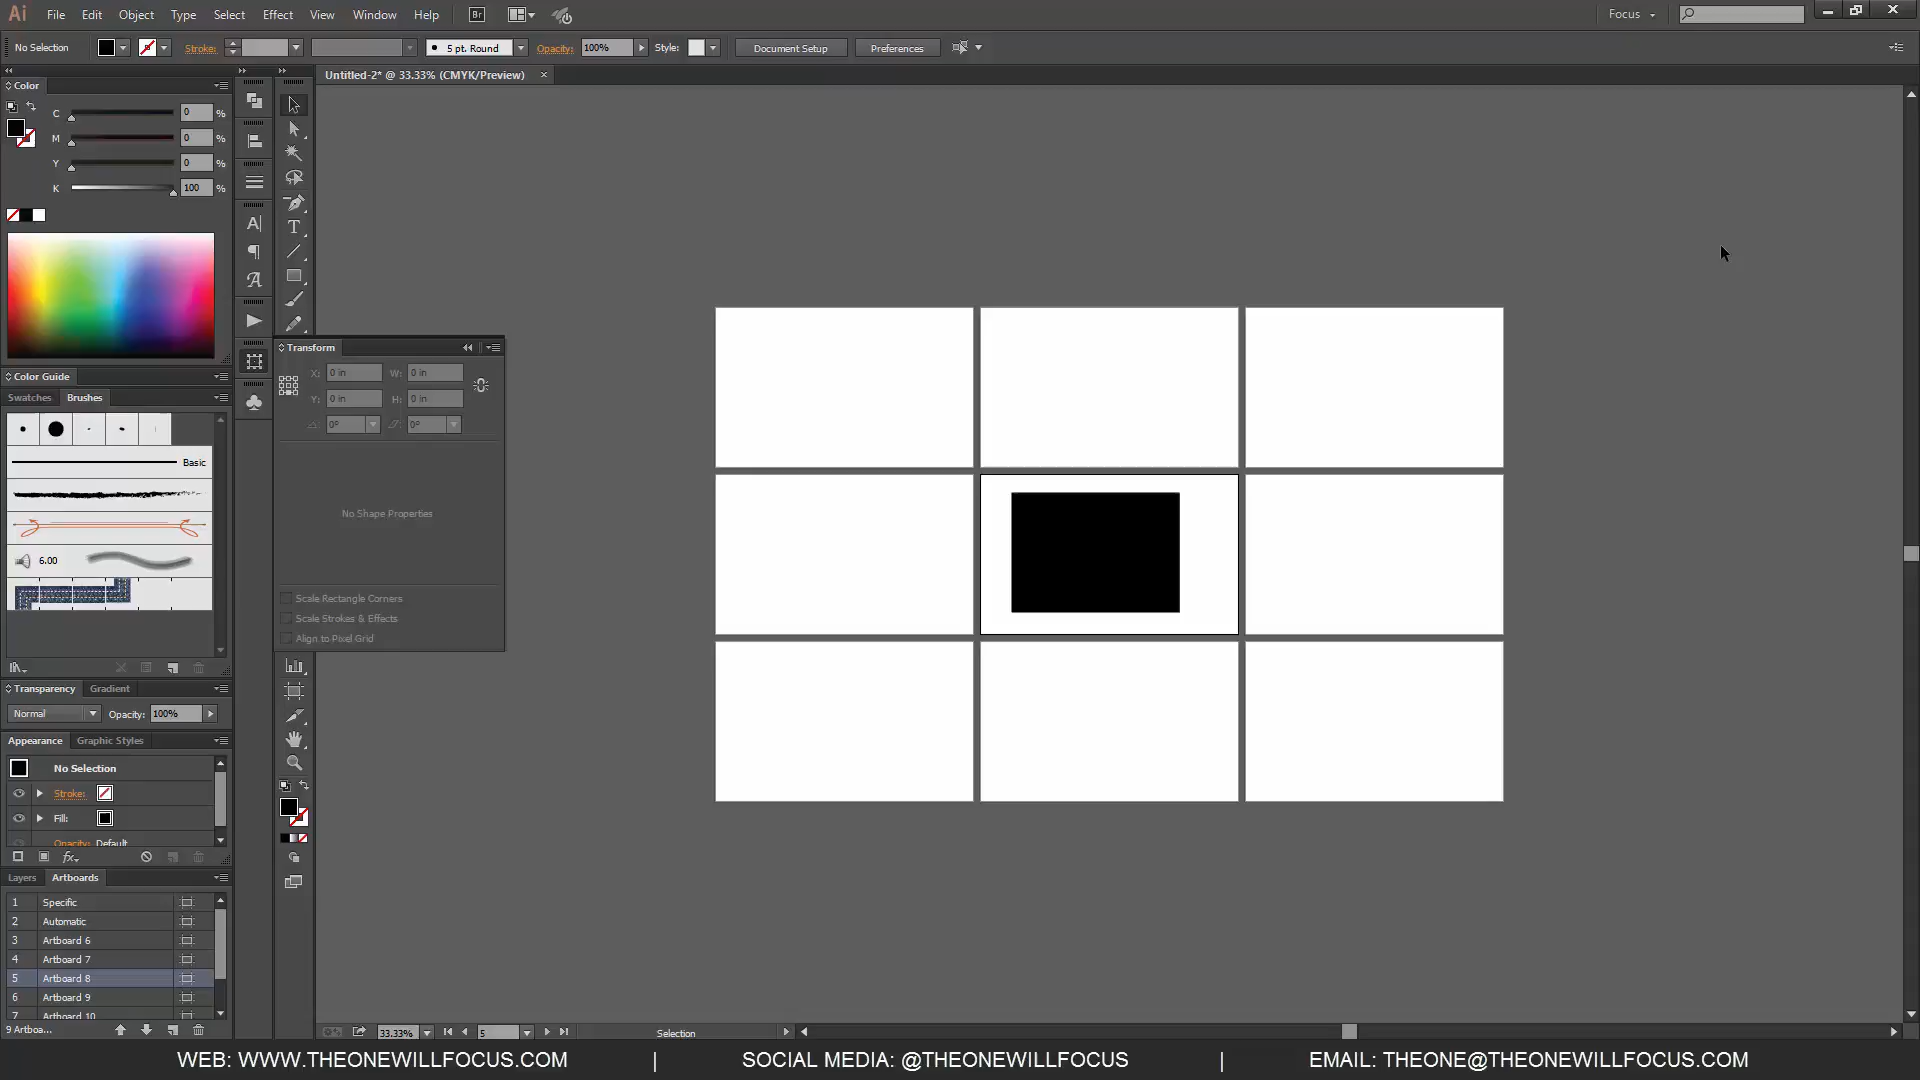 Ai File Edit Object Type Select Effect View Window Help Br Focus
No Selection Stroke: 5 pt. Round Opacity: 100% Style: Document Setup Preferences
Untitled-2* @ 33.33% (CMYK/Preview) ×
Color
C 0 %
M 0 %
Y 0 %
K 100 %
Color Guide
Swatches Brushes
Basic
6.00
Transparency Gradient
Normal Opacity: 100%
Appearance Graphic Styles
No Selection
Stroke:
Fill:
Opacity: Default
fx
Layers Artboards
1 Specific
2 Automatic
3 Artboard 6
4 Artboard 7
5 Artboard 8
6 Artboard 9
7 Artboard 10
9 Artboa...
Transform
X: 0 in W: 0 in
Y: 0 in H: 0 in
0° 0°
No Shape Properties
Scale Rectangle Corners
Scale Strokes & Effects
Align to Pixel Grid
33.33% 5 Selection
WEB: WWW.THEONEWILLFOCUS.COM | SOCIAL MEDIA: @THEONEWILLFOCUS | EMAIL: THEONE@THEONEWILLFOCUS.COM